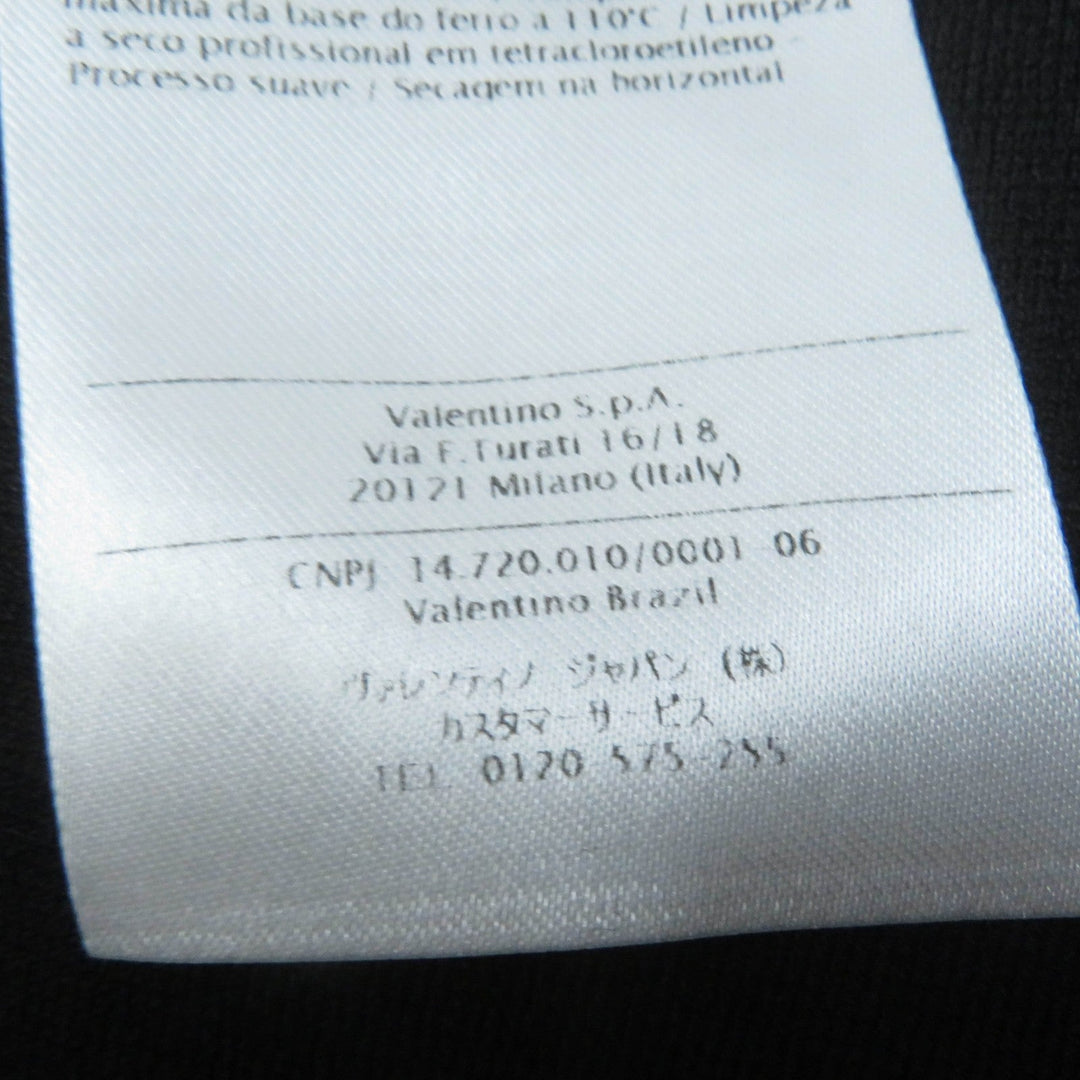 máxima da base do ferro a 110°C / Limpeza
a seco profissional em tetracloroetileno -
Processo suave / Secagem na horizontal
Valentino S.p.A.
Via F.Turati 16/18
20121 Milano (Italy)
CNPJ 14.720.010/0001 06
Valentino Brazil
ヴァレンティノ ジャパン (株)
カスタマーサービス
TEL 0120 575-255